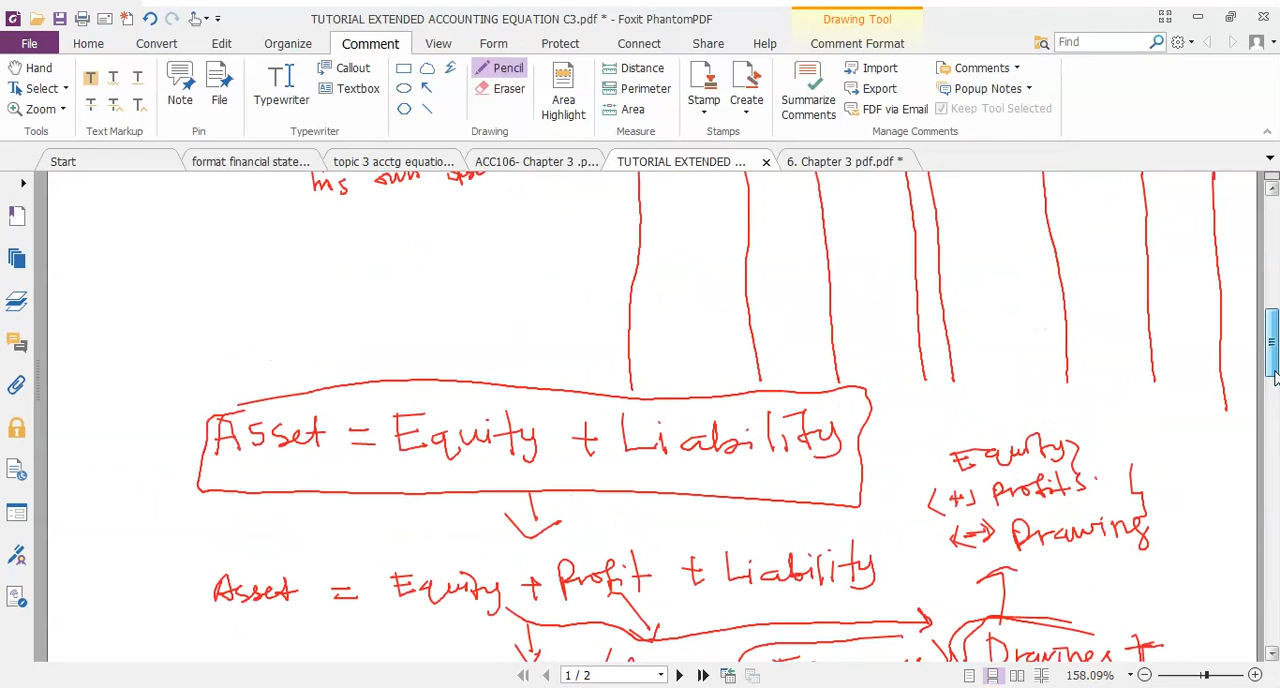 TUTORIAL EXTENDED ACCOUNTING EQUATION C3.pdf * - Foxit PhantomPDF
Drawing Tool
File Home Convert Edit Organize Comment View Form Protect Connect Share Help Comment Format Find
Hand
Select
Zoom
Tools
Text Markup
Note
File
Pin
Typewriter
Callout
Textbox
Typewriter
Pencil
Eraser
Drawing
Area Highlight
Distance
Perimeter
Area
Measure
Stamp
Create
Stamps
Summarize Comments
Import
Export
FDF via Email
Comments
Popup Notes
Keep Tool Selected
Manage Comments
Start
format financial state...
topic 3 acctg equatio...
ACC106- Chapter 3 .p...
TUTORIAL EXTENDED ...
6. Chapter 3 pdf.pdf *
his own
Asset = Equity + Liability
Equity
(+) Profits
(-) Drawing
Asset = Equity + Profit + Liability
Drawings +
1 / 2
158.09%